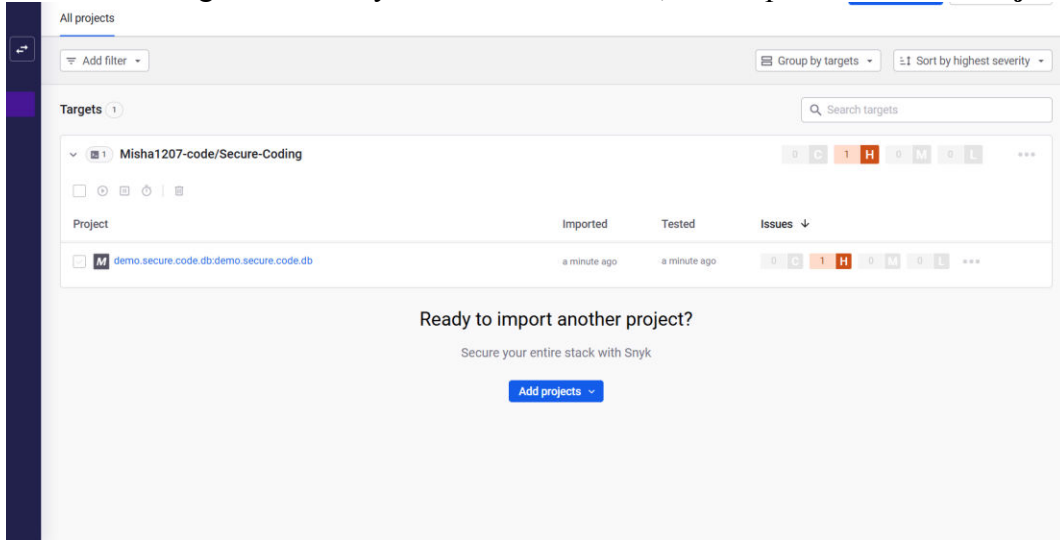 All projects
Add filter
Group by targets
Sort by highest severity
Targets 1
Search targets
1 Misha1207-code/Secure-Coding
0 C 1 H 0 M 0 L
Project Imported Tested Issues
M demo.secure.code.db:demo.secure.code.db a minute ago a minute ago 0 C 1 H 0 M 0 L
Ready to import another project?
Secure your entire stack with Snyk
Add projects